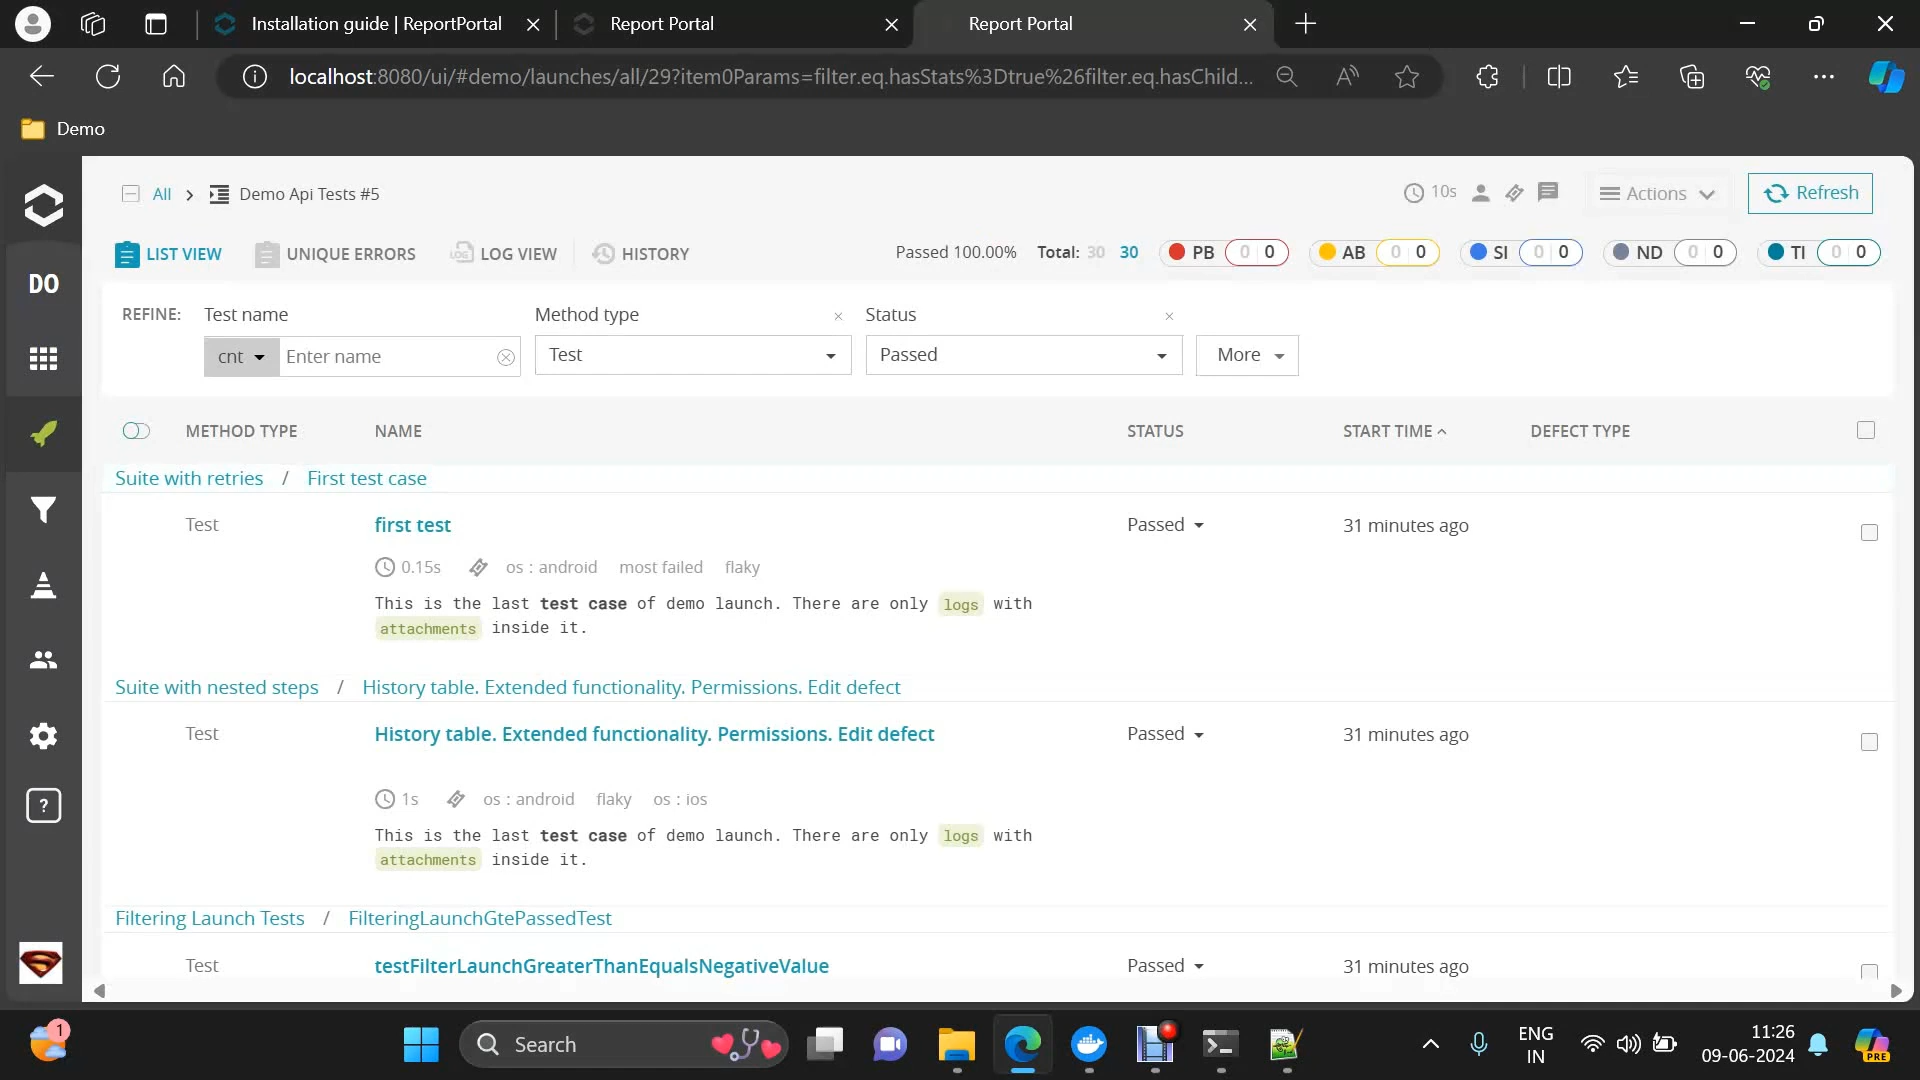 Installation guide | ReportPortal
Report Portal
Report Portal
localhost:8080/ui/#demo/launches/all/29?item0Params=filter.eq.hasStats%3Dtrue%26filter.eq.hasChild...
Demo
All > Demo Api Tests #5
10s
Actions
Refresh
DO
LIST VIEW
UNIQUE ERRORS
LOG LOG VIEW
HISTORY
Passed 100.00% Total: 30 30
PB 0 0
AB 0 0
SI 0 0
ND 0 0
TI 0 0
REFINE:
Test name
Method type
Status
cnt
Enter name
Test
Passed
More
METHOD TYPE NAME STATUS START TIME DEFECT TYPE
Suite with retries / First test case
Test first test Passed 31 minutes ago
0.15s os : android most failed flaky
This is the last test case of demo launch. There are only logs with
attachments inside it.
Suite with nested steps / History table. Extended functionality. Permissions. Edit defect
Test History table. Extended functionality. Permissions. Edit defect Passed 31 minutes ago
1s os : android flaky os : ios
This is the last test case of demo launch. There are only logs with
attachments inside it.
Filtering Launch Tests / FilteringLaunchGtePassedTest
Test testFilterLaunchGreaterThanEqualsNegativeValue Passed 31 minutes ago
?
1
Search
ENG
IN
11:26
09-06-2024
PRE